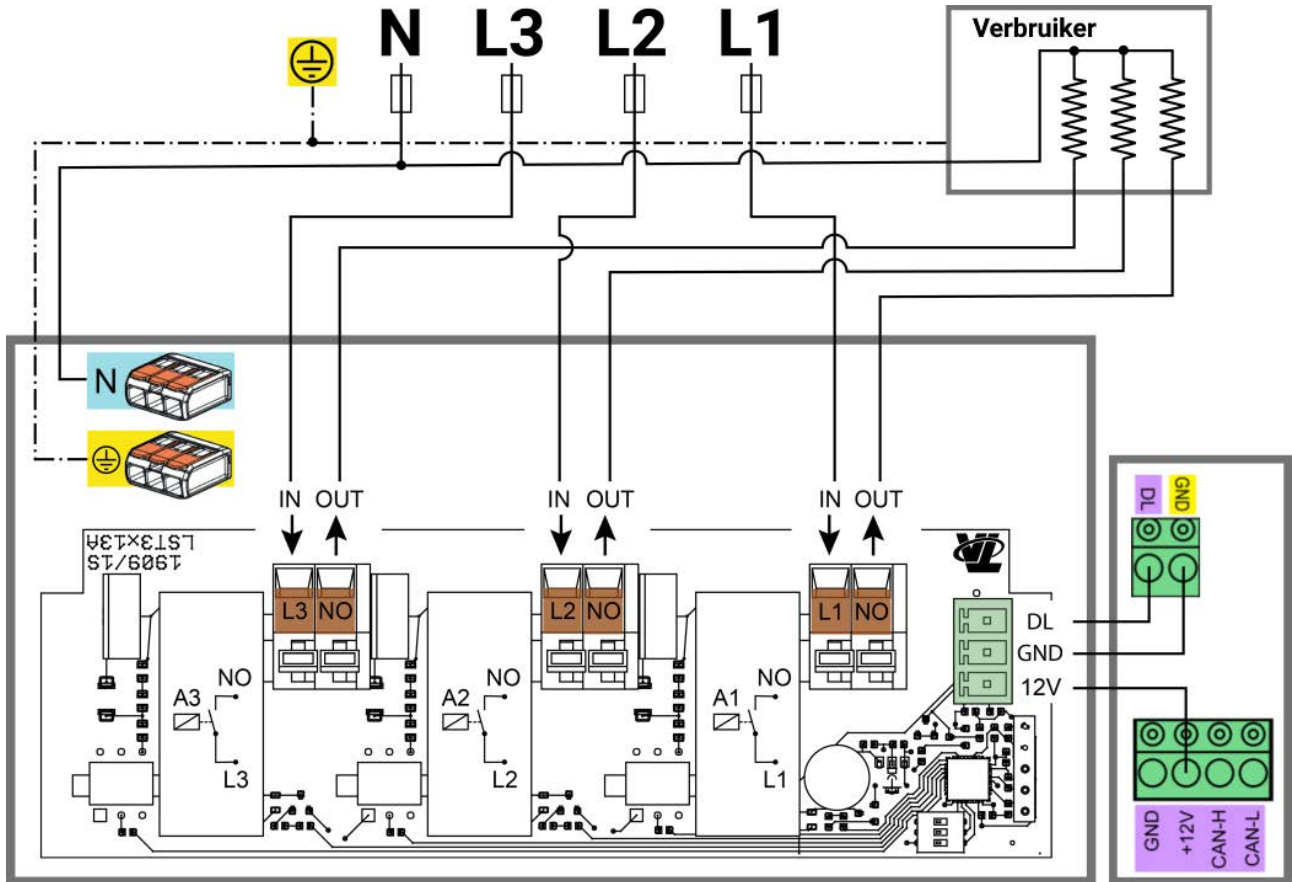 N L3 L2 L1
Verbruiker
N
IN OUT
IN OUT
IN OUT
DL
GND
1909/1S
LST3x13A
L3 NO
L2 NO
L1 NO
DL
GND
12V
NO
A3
L3
NO
A2
L2
NO
A1
L1
TA
GND
+12V
CAN-H
CAN-L